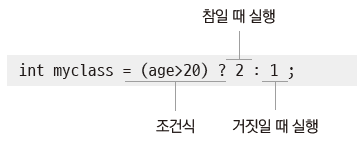 참일 때 실행
int myclass = (age>20) ? 2 : 1 ;
조건식
거짓일 때 실행